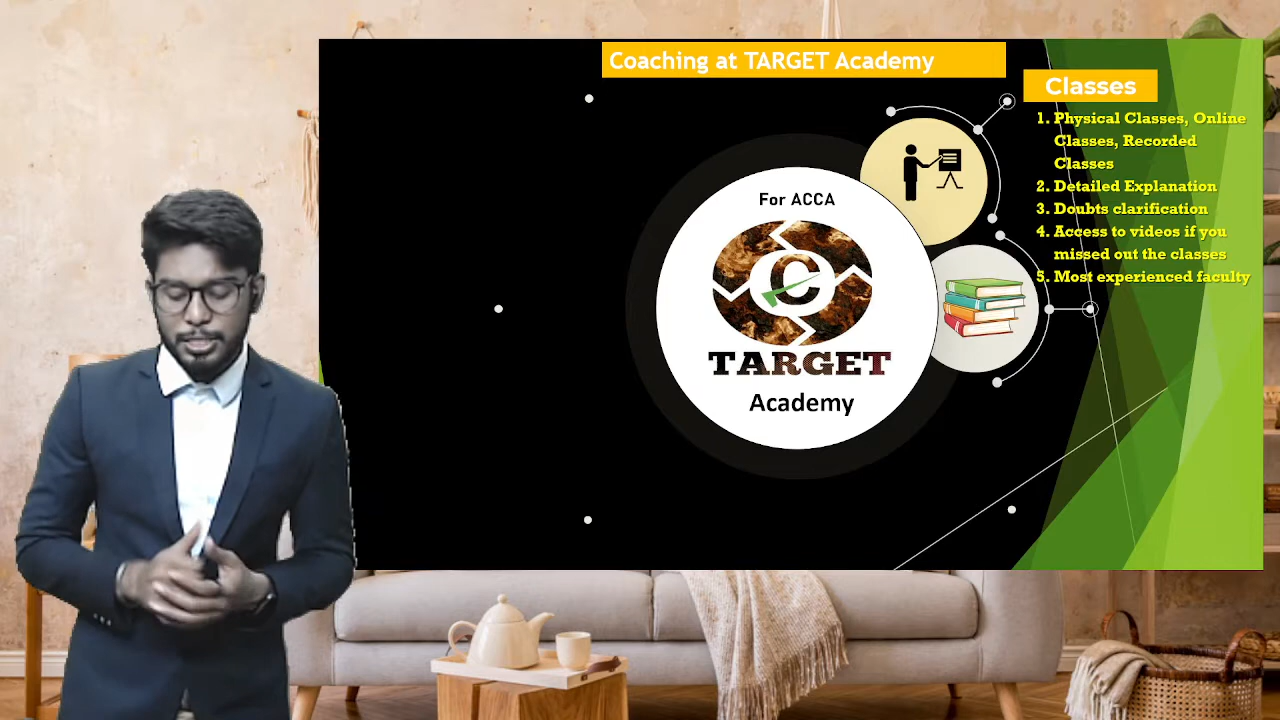 Coaching at TARGET Academy
Classes
1. Physical Classes, Online
Classes, Recorded
Classes
2. Detailed Explanation
3. Doubts clarification
4. Access to videos if you
missed out the classes
5. Most experienced faculty
For ACCA
C
TARGET
Academy